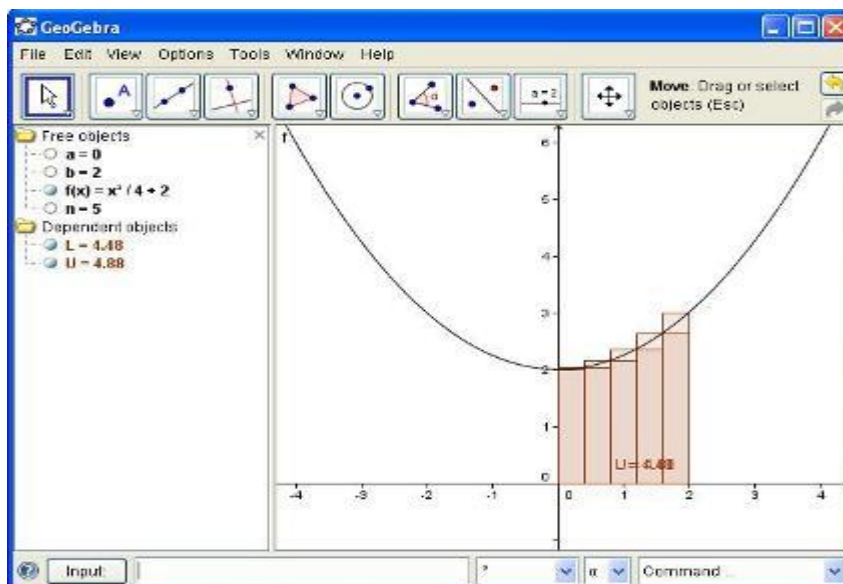 GeoGebra
File Edit View Options Tools Window Help
A
α
a = 2
Move: Drag or select
objects (Esc)
Free objects
a = 0
b = 2
f(x) = x² / 4 + 2
n = 5
Dependent objects
L = 4.48
U = 4.88
f
6
5
4
3
2
1
0
-4 -3 -2 -1 0 1 2 3 4
Input:
α
Command ...